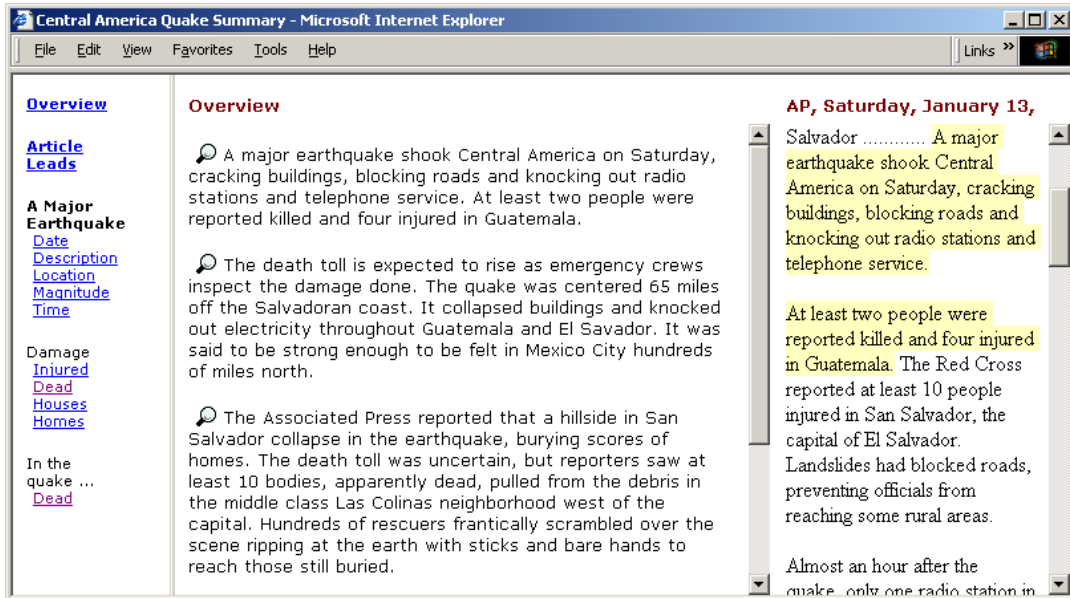 Central America Quake Summary - Microsoft Internet Explorer
File Edit View Favorites Tools Help
Links »
Overview
Article
Leads
A Major
Earthquake
Date
Description
Location
Magnitude
Time
Damage
Injured
Dead
Houses
Homes
In the
quake ...
Dead
Overview
A major earthquake shook Central America on Saturday,
cracking buildings, blocking roads and knocking out radio
stations and telephone service. At least two people were
reported killed and four injured in Guatemala.
The death toll is expected to rise as emergency crews
inspect the damage done. The quake was centered 65 miles
off the Salvadoran coast. It collapsed buildings and knocked
out electricity throughout Guatemala and El Savador. It was
said to be strong enough to be felt in Mexico City hundreds
of miles north.
The Associated Press reported that a hillside in San
Salvador collapse in the earthquake, burying scores of
homes. The death toll was uncertain, but reporters saw at
least 10 bodies, apparently dead, pulled from the debris in
the middle class Las Colinas neighborhood west of the
capital. Hundreds of rescuers frantically scrambled over the
scene ripping at the earth with sticks and bare hands to
reach those still buried.
AP, Saturday, January 13,
Salvador ............ A major
earthquake shook Central
America on Saturday, cracking
buildings, blocking roads and
knocking out radio stations and
telephone service.
At least two people were
reported killed and four injured
in Guatemala. The Red Cross
reported at least 10 people
injured in San Salvador, the
capital of El Salvador.
Landslides had blocked roads,
preventing officials from
reaching some rural areas.
Almost an hour after the
quake, only one radio station in